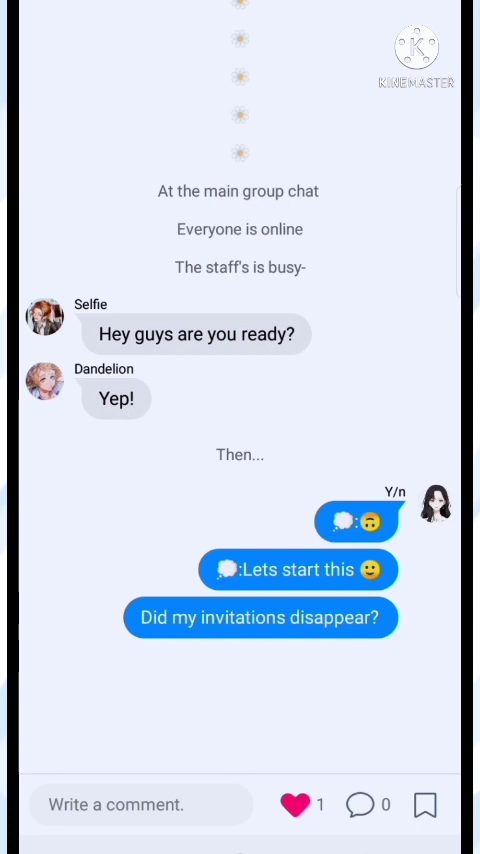 KINEMASTER
At the main group chat
Everyone is online
The staff's is busy-
Selfie
Hey guys are you ready?
Dandelion
Yep!
Then...
Y/n
💭:🙃
💭:Lets start this 🙂
Did my invitations disappear?
Write a comment.
1
0